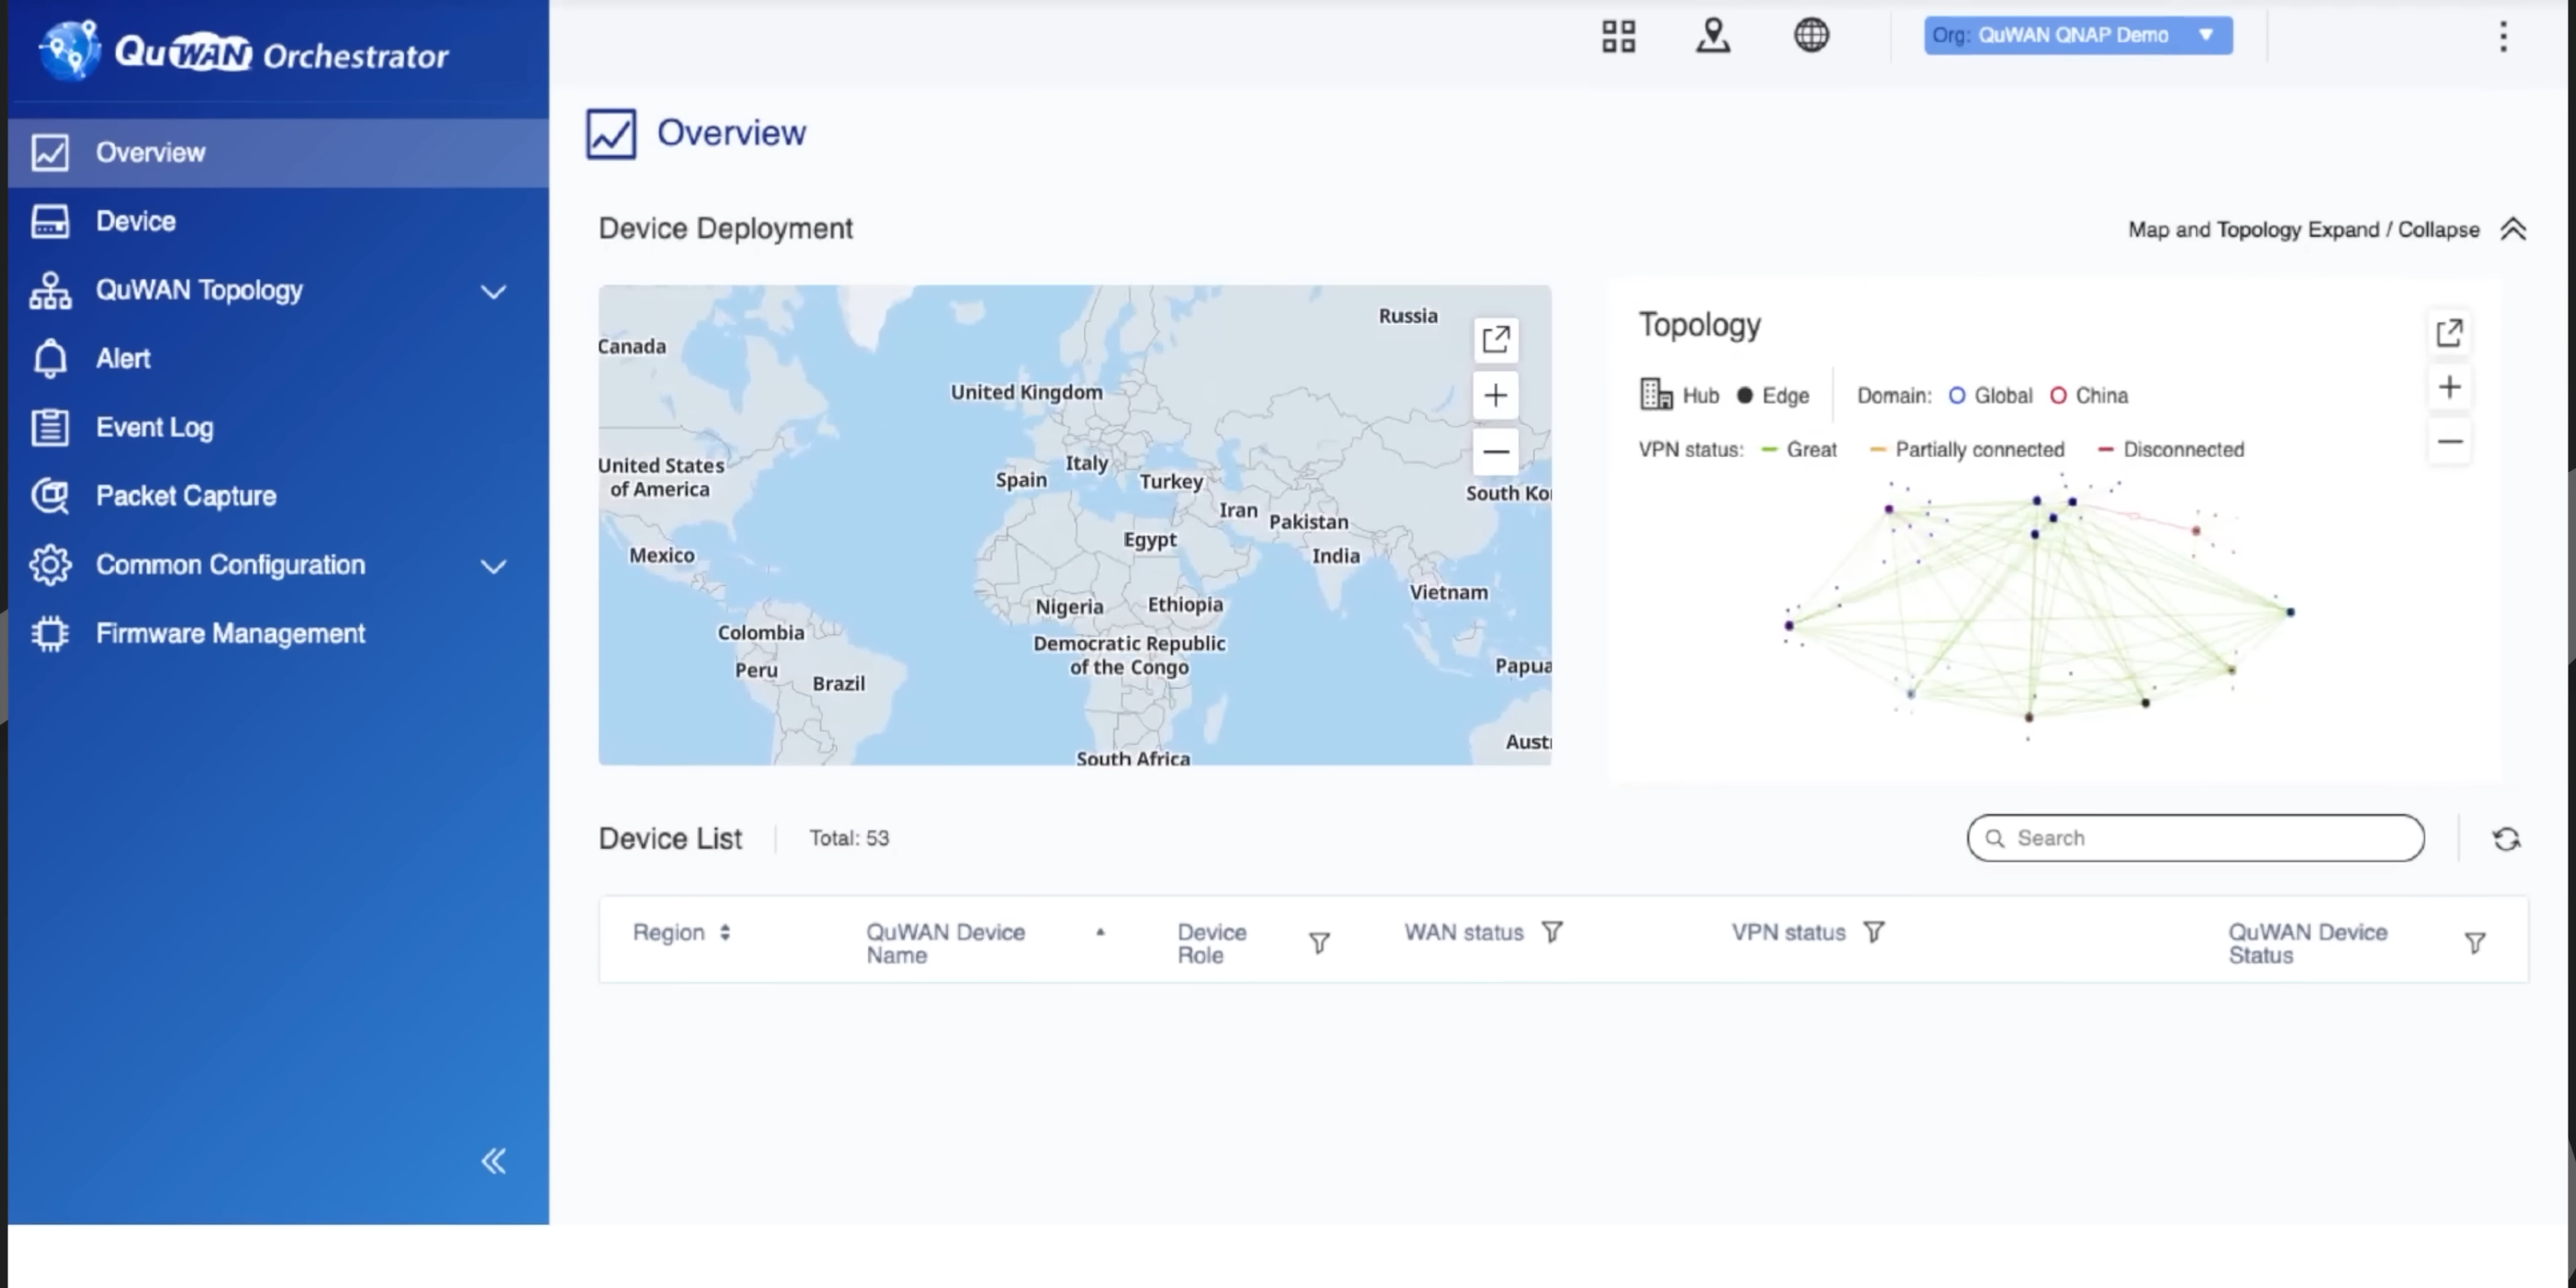 QuWAN Orchestrator
Org: QuWAN QNAP Demo
Overview
Device
QuWAN Topology
Alert
Event Log
Packet Capture
Common Configuration
Firmware Management
Overview
Device Deployment
Map and Topology Expand / Collapse
Russia
Canada
United Kingdom
United States
of America
Italy
Spain
Turkey
South Ko
Iran
Pakistan
Egypt
India
Mexico
Vietnam
Nigeria
Ethiopia
Colombia
Democratic Republic
of the Congo
Peru
Papua
Brazil
Aust
South Africa
Topology
Hub
Edge
Domain:
Global
China
VPN status:
Great
Partially connected
Disconnected
Device List
Total: 53
Search
Region
QuWAN Device
Name
Device
Role
WAN status
VPN status
QuWAN Device
Status